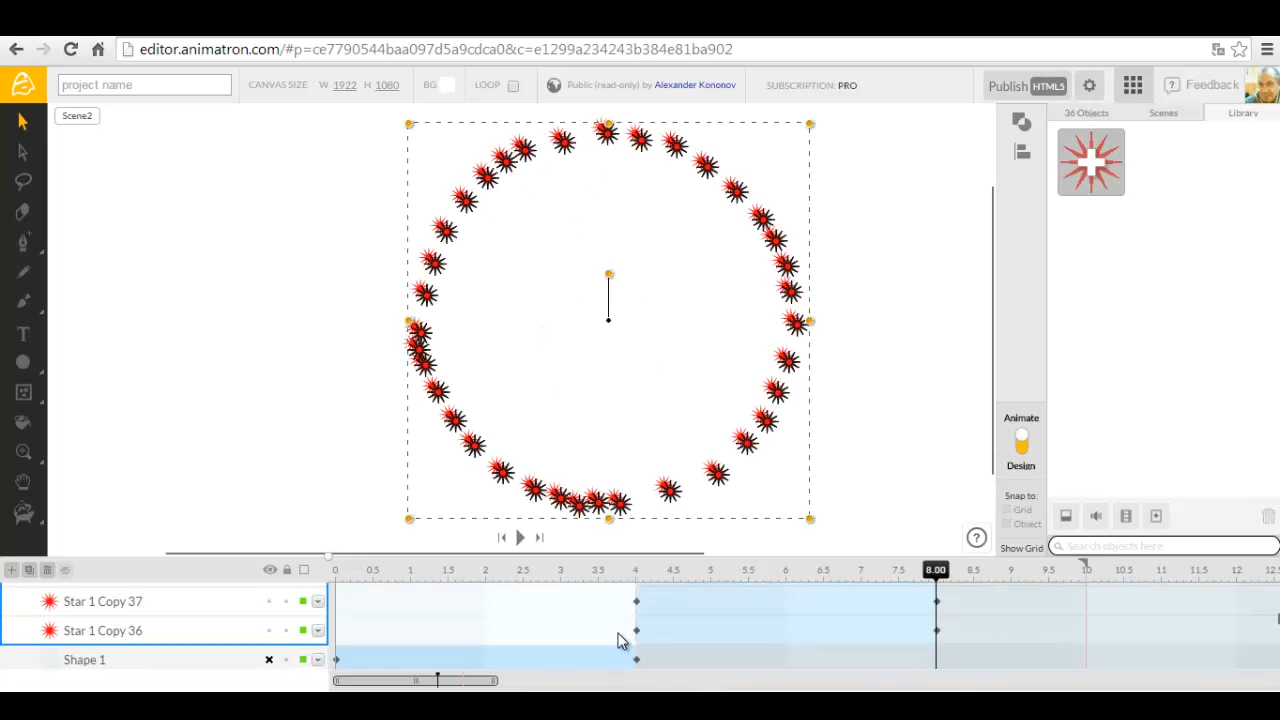 editor.animatron.com/#p=ce7790544baa097d5a9cdca0&c=e1299a234243b384e81ba902
project name
CANVAS SIZE W 1922 H 1080 BG LOOP Public (read-only) by Alexander Kononov SUBSCRIPTION: PRO Publish HTML5 ? Feedback
Scene2
36 Objects Scenes Library
Animate
Design
Snap to:
Grid
Object
Show Grid
Search objects here
?
0 0.5 1 1.5 2 2.5 3 3.5 4 4.5 5 5.5 6 6.5 7 7.5 8.00 8.5 9 9.5 10 10.5 11 11.5 12 12.5
Star 1 Copy 37
Star 1 Copy 36
Shape 1